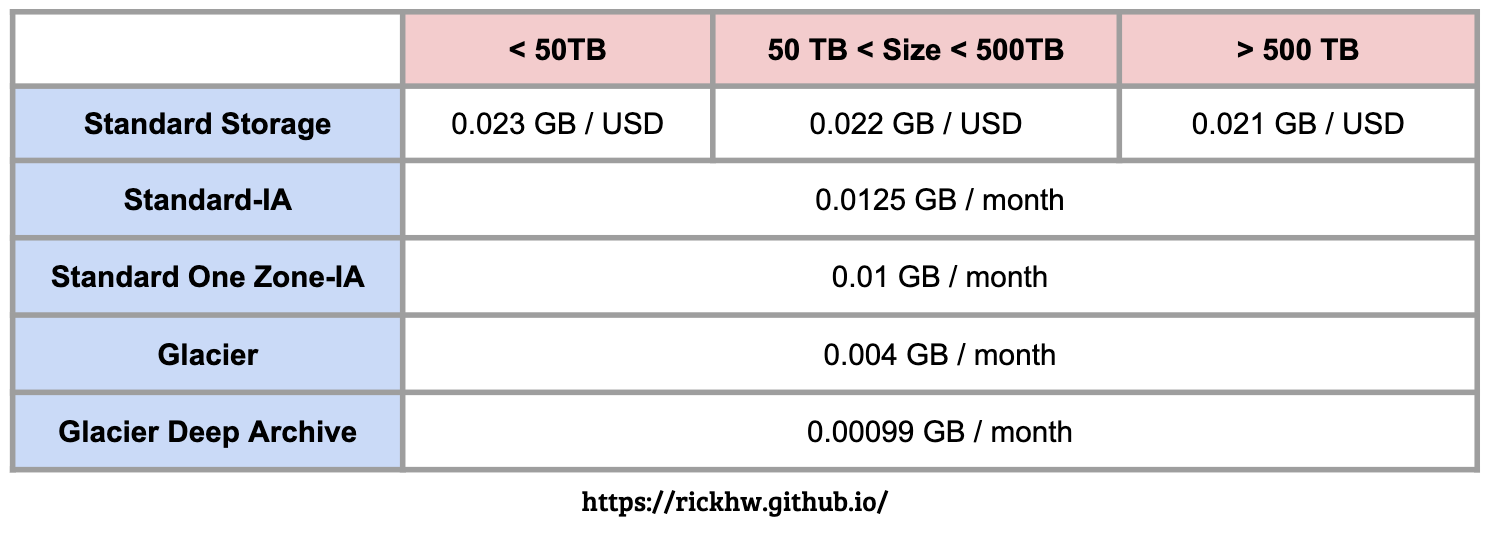 < 50TB
50 TB < Size < 500TB
> 500 TB
Standard Storage
0.023 GB / USD
0.022 GB / USD
0.021 GB / USD
Standard-IA
0.0125 GB / month
Standard One Zone-IA
0.01 GB / month
Glacier
0.004 GB / month
Glacier Deep Archive
0.00099 GB / month
https://rickhw.github.io/